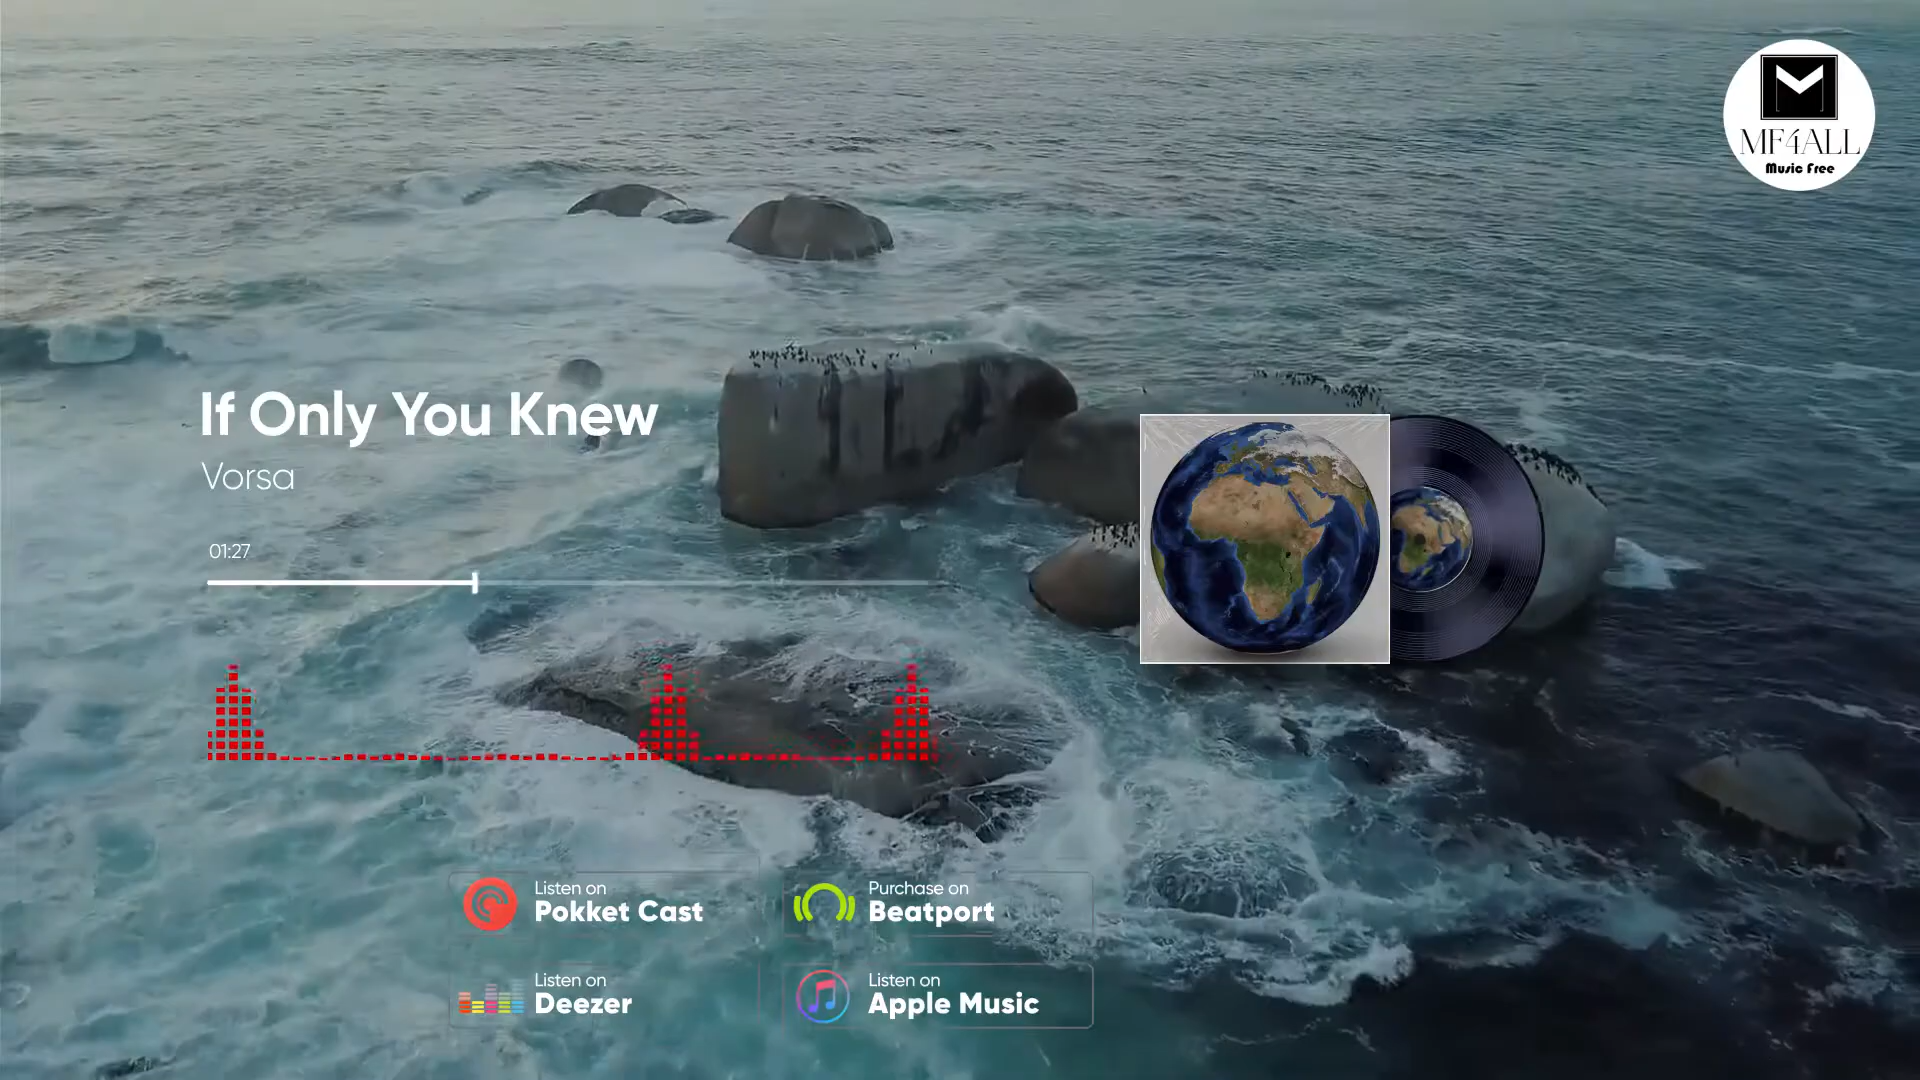 MF4ALL
Music Free
If Only You Knew
Vorsa
01:27
Listen on
Pokket Cast
Purchase on
Beatport
Listen on
Deezer
Listen on
Apple Music